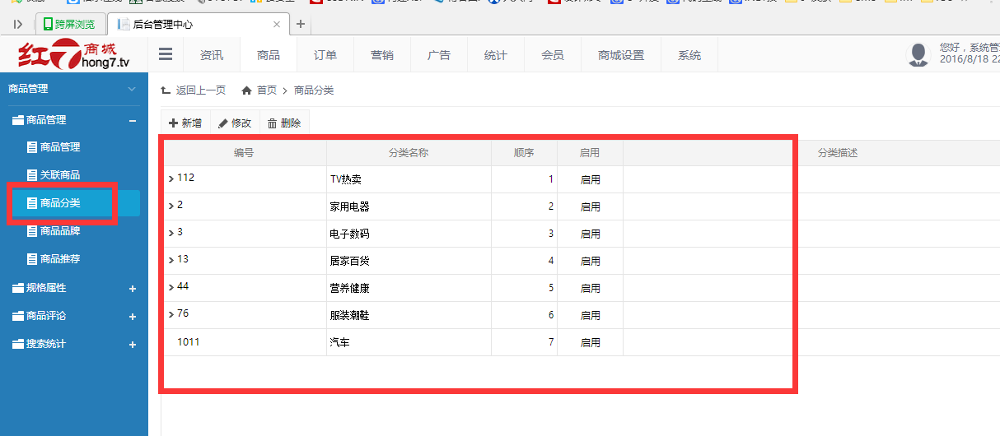 跨屏浏览
后台管理中心
红7商城
hong7.tv
资讯
商品
订单
营销
广告
统计
会员
商城设置
系统
您好，系统管
2016/8/18 22
商品管理
返回上一页
首页 > 商品分类
商品管理
商品管理
关联商品
商品分类
商品品牌
商品推荐
规格属性
商品评论
搜索统计
新增
修改
删除
编号 分类名称 顺序 启用 分类描述
112 TV热卖 1 启用
2 家用电器 2 启用
3 电子数码 3 启用
13 居家百货 4 启用
44 营养健康 5 启用
76 服装潮鞋 6 启用
1011 汽车 7 启用